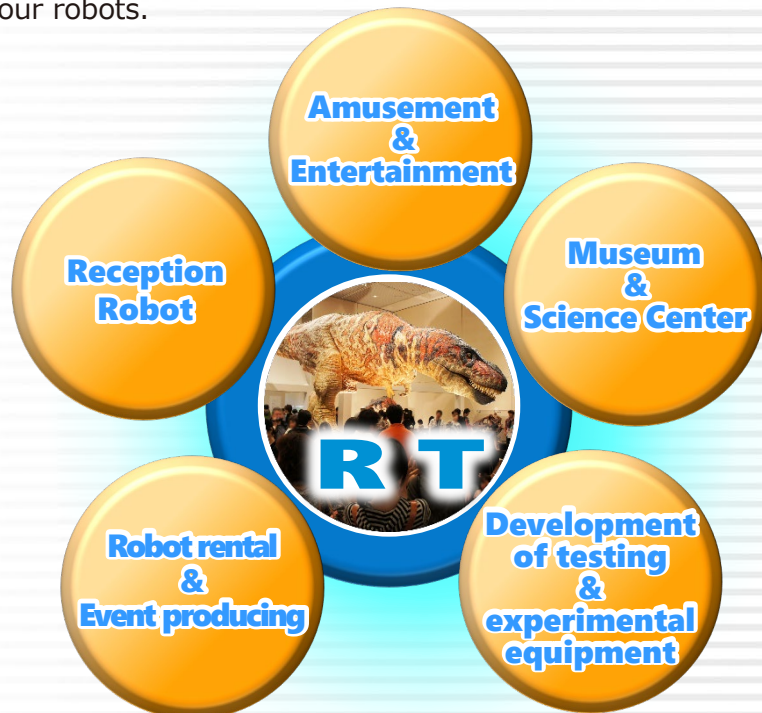 our robots.
Amusement
&
Entertainment
Reception
Robot
Museum
&
Science Center
R T
Robot rental
&
Event producing
Development
of testing
&
experimental
equipment